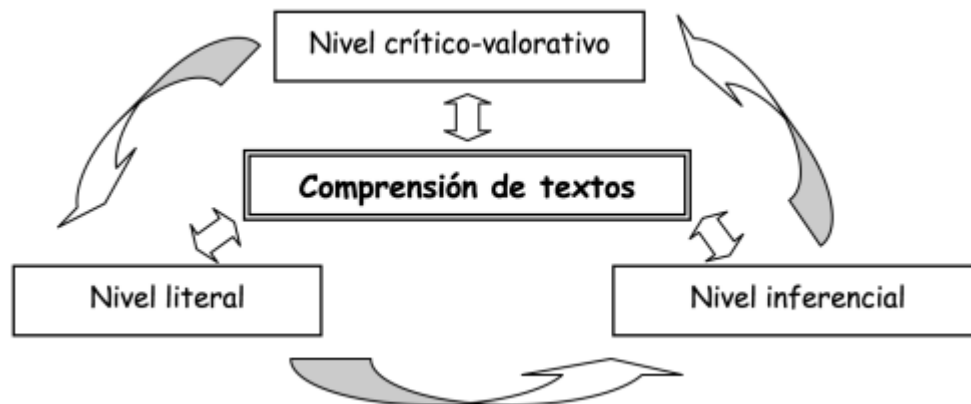 Nivel crítico-valorativo
Comprensión de textos
Nivel literal
Nivel inferencial